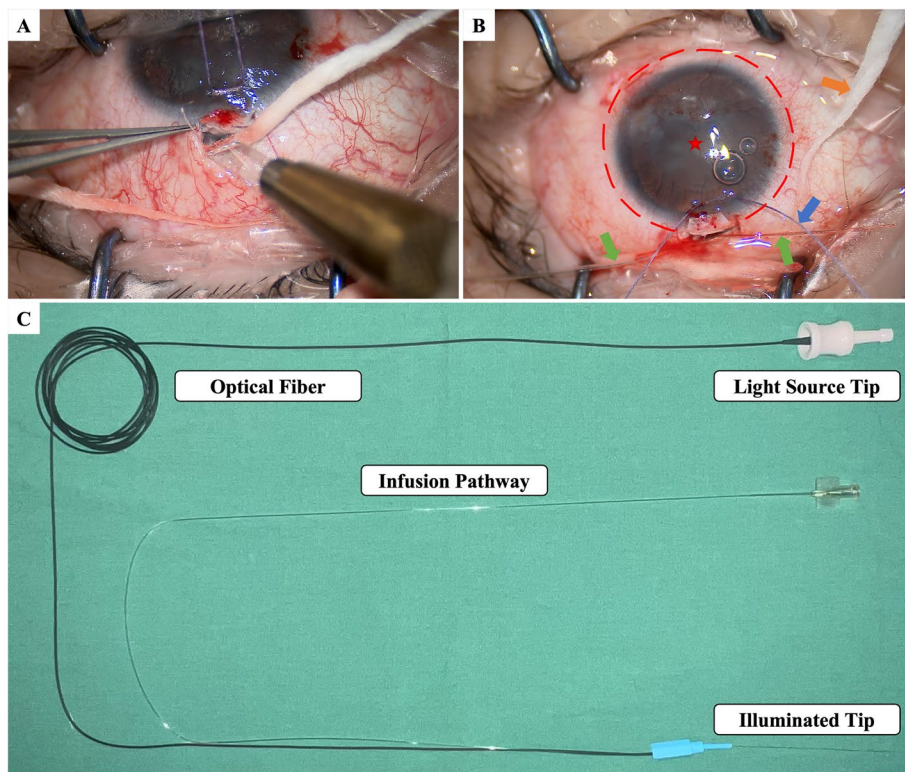 A
B
C
Optical Fiber
Light Source Tip
Infusion Pathway
Illuminated Tip